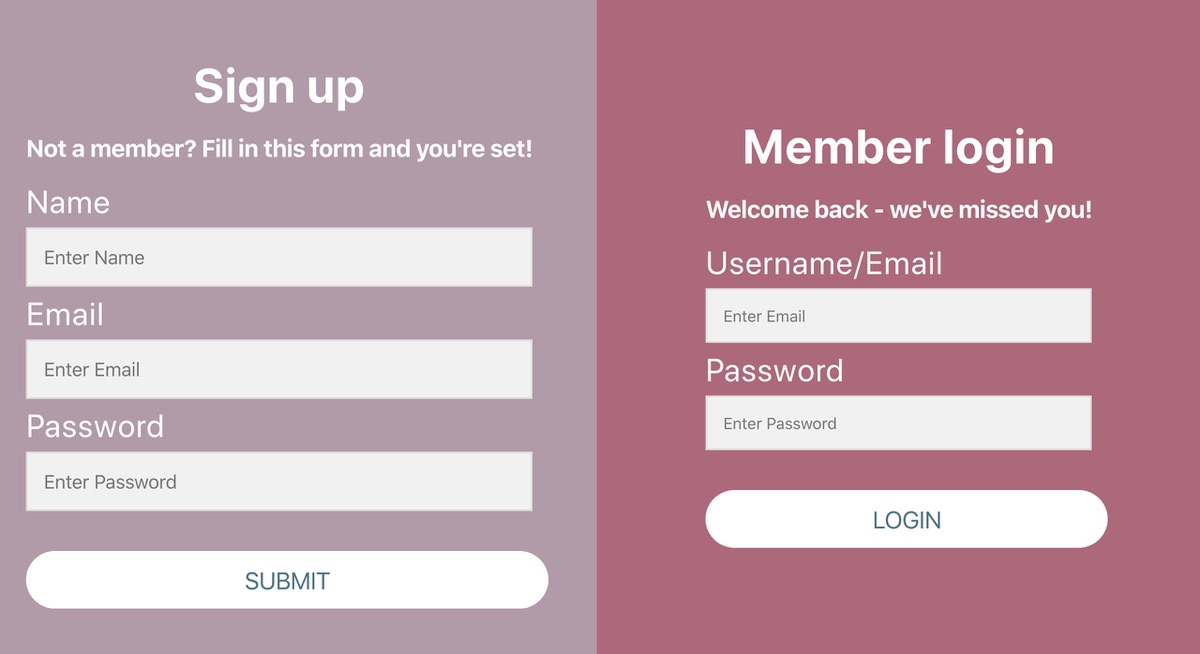 Sign up
Not a member? Fill in this form and you're set!
Name
Enter Name
Email
Enter Email
Password
Enter Password
SUBMIT
Member login
Welcome back - we've missed you!
Username/Email
Enter Email
Password
Enter Password
LOGIN